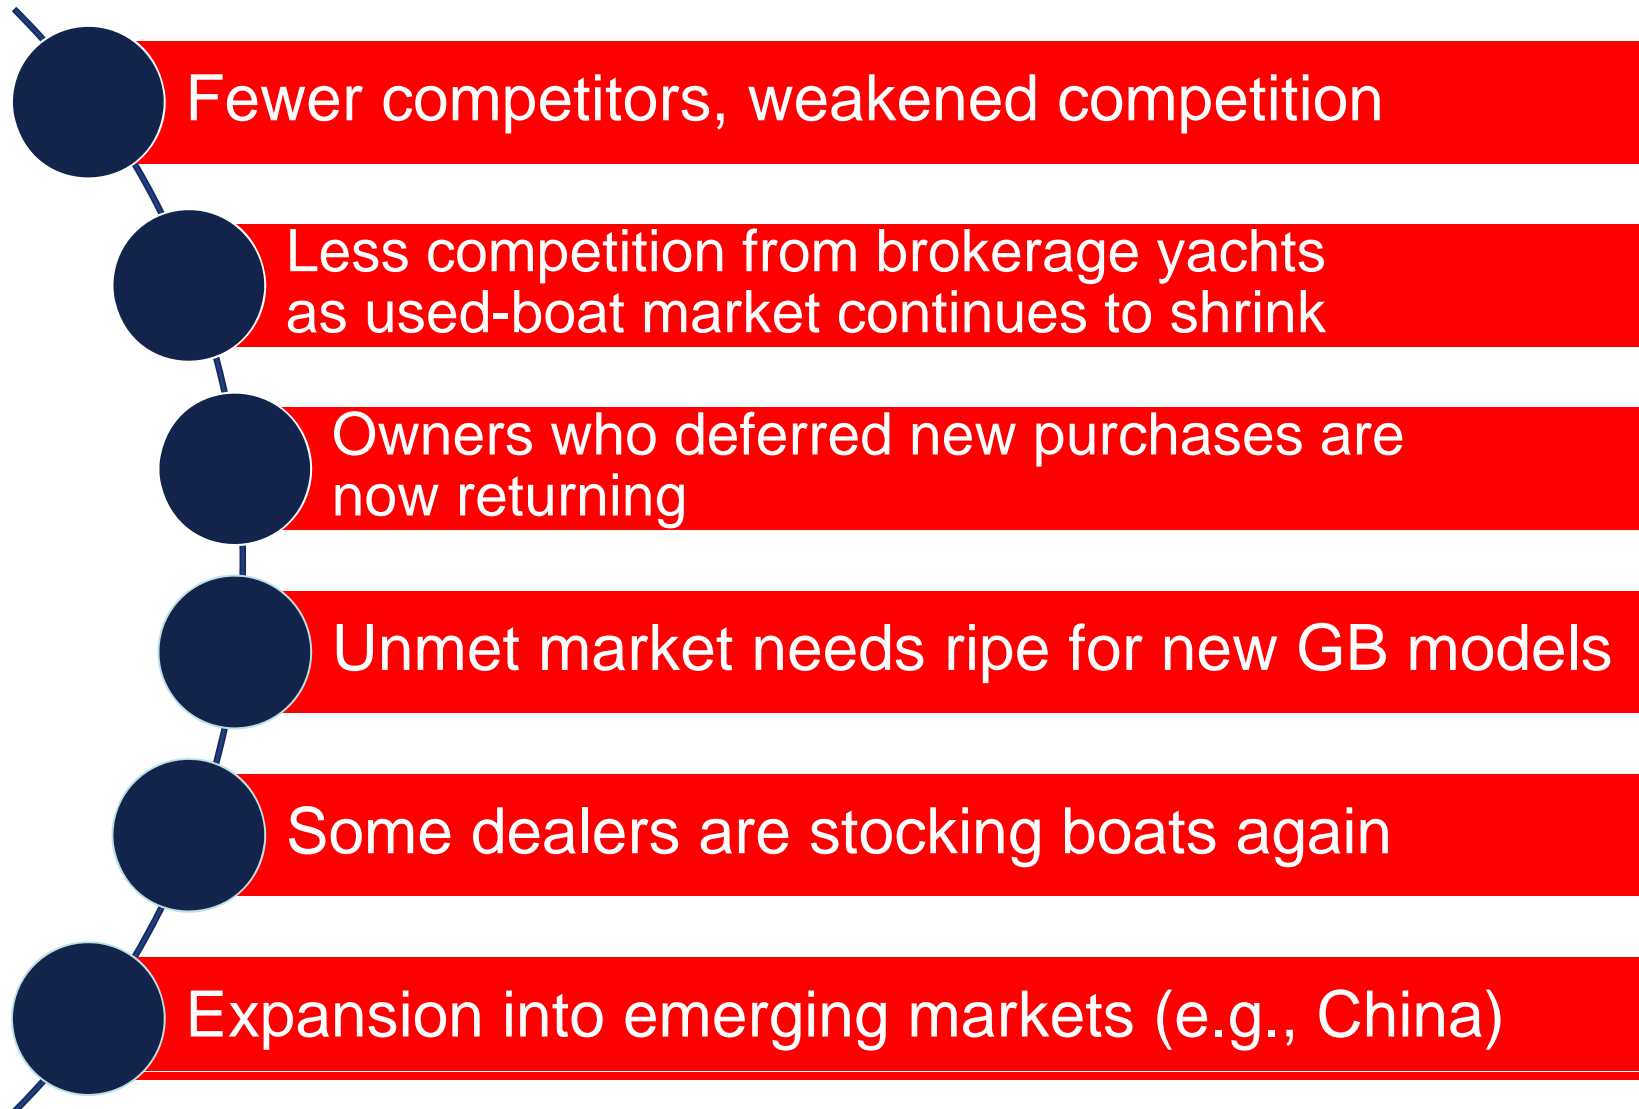 Fewer competitors, weakened competition
Less competition from brokerage yachts
as used-boat market continues to shrink
Owners who deferred new purchases are
now returning
Unmet market needs ripe for new GB models
Some dealers are stocking boats again
Expansion into emerging markets (e.g., China)